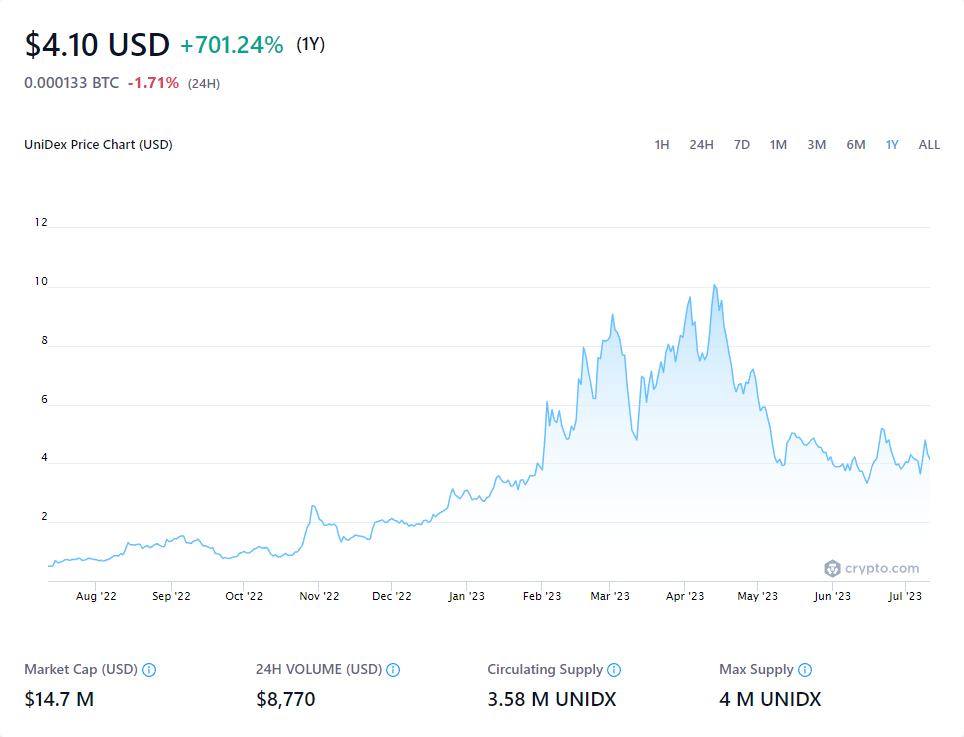 $4.10 USD +701.24% (1Y)
0.000133 BTC -1.71% (24H)
UniDex Price Chart (USD) 1H 24H 7D 1M 3M 6M 1Y ALL
12
10
8
6
4
2
crypto.com
Aug '22 Sep '22 Oct '22 Nov '22 Dec '22 Jan '23 Feb '23 Mar '23 Apr '23 May '23 Jun '23 Jul '23
Market Cap (USD) 24H VOLUME (USD) Circulating Supply Max Supply
$14.7 M $8,770 3.58 M UNIDX 4 M UNIDX